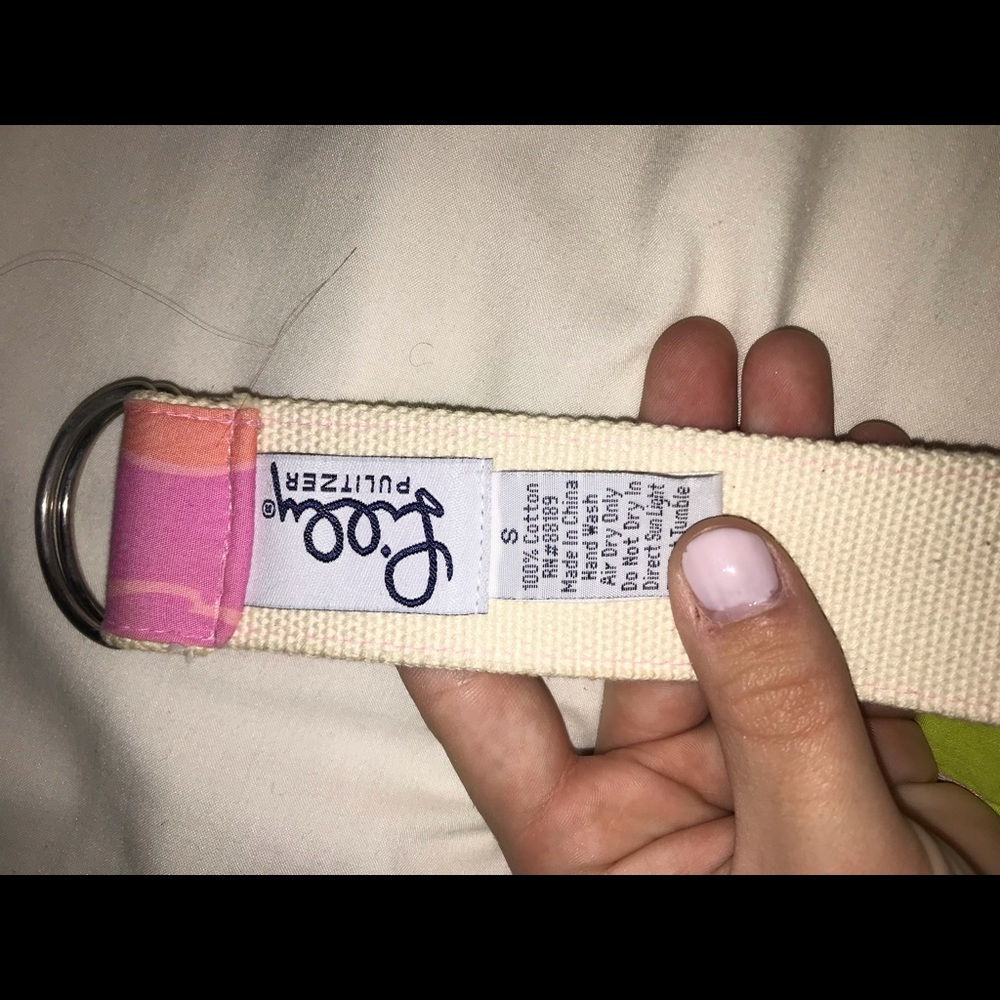 Lilly®
PULITZER
S
100% Cotton
RN#88189
Made In China
Hand Wash
Air Dry Only
Do Not Dry In
Direct Sun Light
Tumble